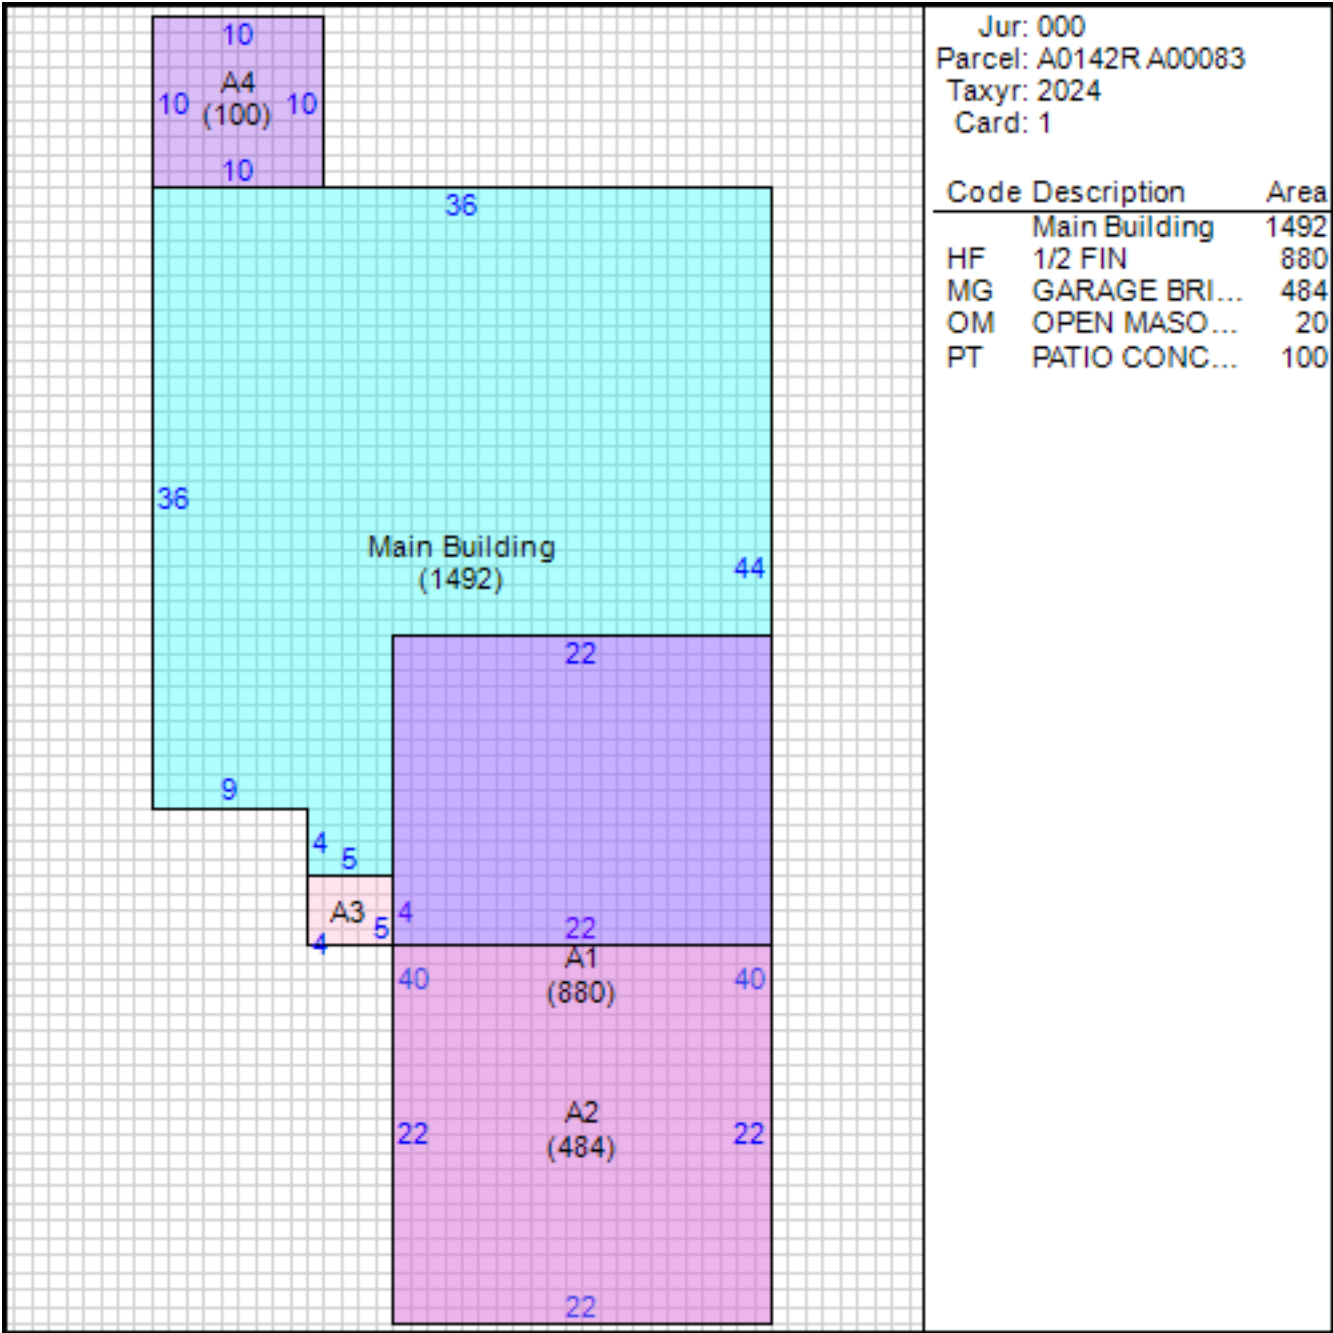 Jur: 000
Parcel: A0142R A00083
Taxyr: 2024
Card: 1
Code Description Area
Main Building 1492
HF 1/2 FIN 880
MG GARAGE BRI... 484
OM OPEN MASO... 20
PT PATIO CONC... 100
10
A4
10 (100) 10
10
36
36
Main Building
(1492)
44
22
9
4
5
A3
5
4
4
22
A1
40
(880)
40
A2
22
(484)
22
22